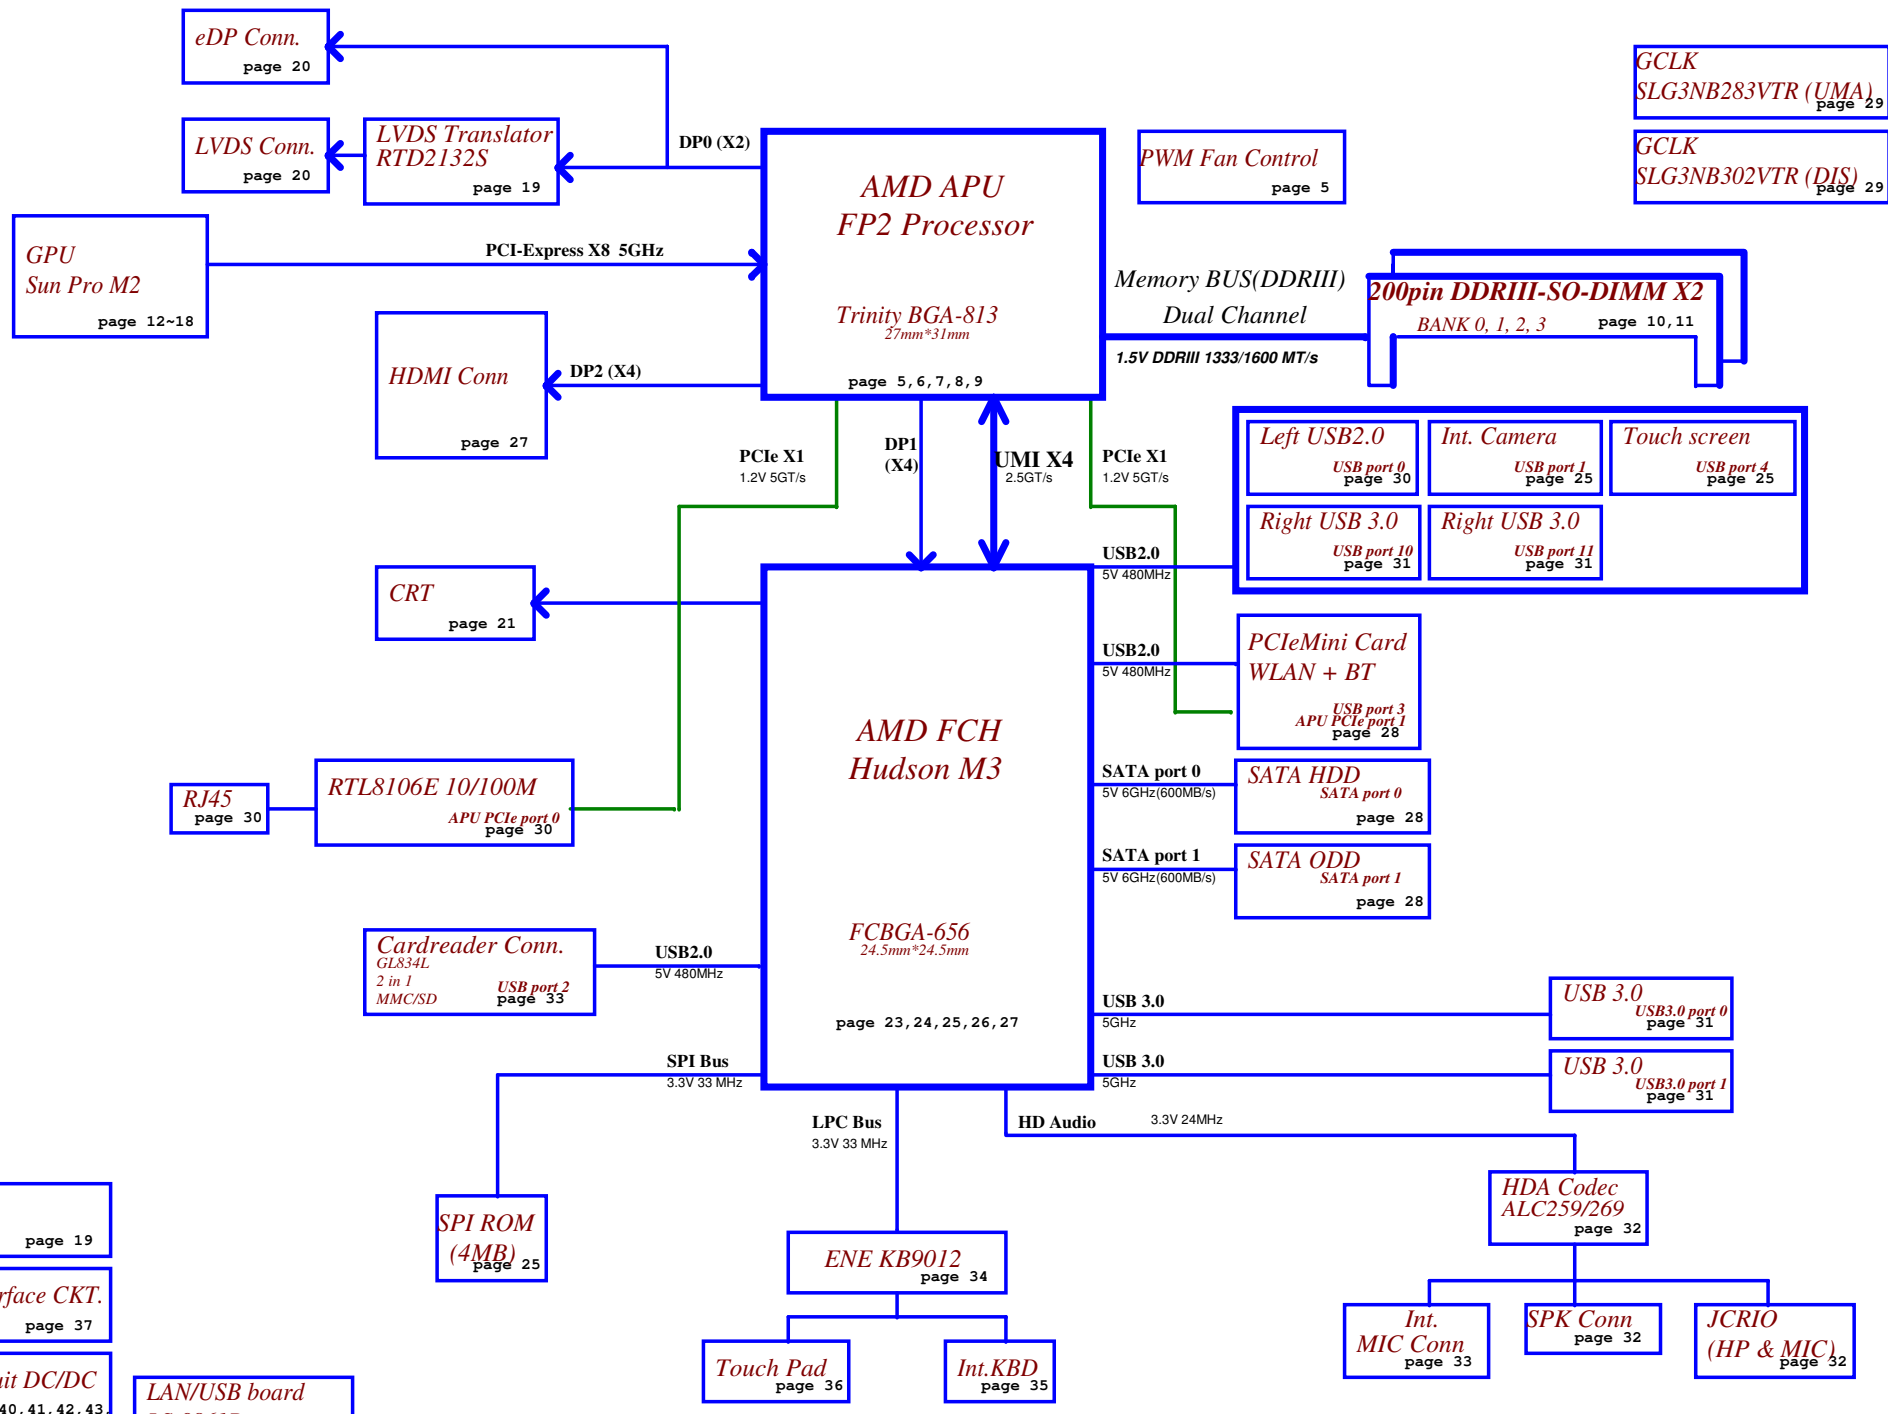 eDP Conn.
page 20
LVDS Conn.
page 20
LVDS Translator
RTD2132S
page 19
DP0 (X2)
GPU
Sun Pro M2
page 12~18
PCI-Express X8 5GHz
HDMI Conn
page 27
DP2 (X4)
AMD APU
FP2 Processor
Trinity BGA-813
27mm*31mm
page 5,6,7,8,9
PWM Fan Control
page 5
GCLK
SLG3NB283VTR (UMA)
page 29
GCLK
SLG3NB302VTR (DIS)
page 29
Memory BUS(DDRIII)
Dual Channel
1.5V DDRIII 1333/1600 MT/s
200pin DDRIII-SO-DIMM X2
BANK 0, 1, 2, 3
page 10,11
PCIe X1
1.2V 5GT/s
DP1
(X4)
UMI X4
2.5GT/s
PCIe X1
1.2V 5GT/s
Left USB2.0
USB port 0
page 30
Int. Camera
USB port 1
page 25
Touch screen
USB port 4
page 25
Right USB 3.0
USB port 10
page 31
Right USB 3.0
USB port 11
page 31
USB2.0
5V 480MHz
CRT
page 21
USB2.0
5V 480MHz
PCIeMini Card
WLAN + BT
USB port 3
APU PCIe port 1
page 28
AMD FCH
Hudson M3
FCBGA-656
24.5mm*24.5mm
page 23,24,25,26,27
SATA port 0
5V 6GHz(600MB/s)
SATA HDD
SATA port 0
page 28
SATA port 1
5V 6GHz(600MB/s)
SATA ODD
SATA port 1
page 28
RJ45
page 30
RTL8106E 10/100M
APU PCIe port 0
page 30
Cardreader Conn.
GL834L
2 in 1
MMC/SD
USB port 2
page 33
USB2.0
5V 480MHz
USB 3.0
5GHz
USB 3.0
USB3.0 port 0
page 31
USB 3.0
5GHz
USB 3.0
USB3.0 port 1
page 31
SPI Bus
3.3V 33 MHz
LPC Bus
3.3V 33 MHz
HD Audio
3.3V 24MHz
SPI ROM
(4MB)
page 25
ENE KB9012
page 34
Touch Pad
page 36
Int.KBD
page 35
HDA Codec
ALC259/269
page 32
Int.
MIC Conn
page 33
SPK Conn
page 32
JCRIO
(HP & MIC)
page 32
page 19
rface CKT.
page 37
uit DC/DC
40,41,42,43,
LAN/USB board